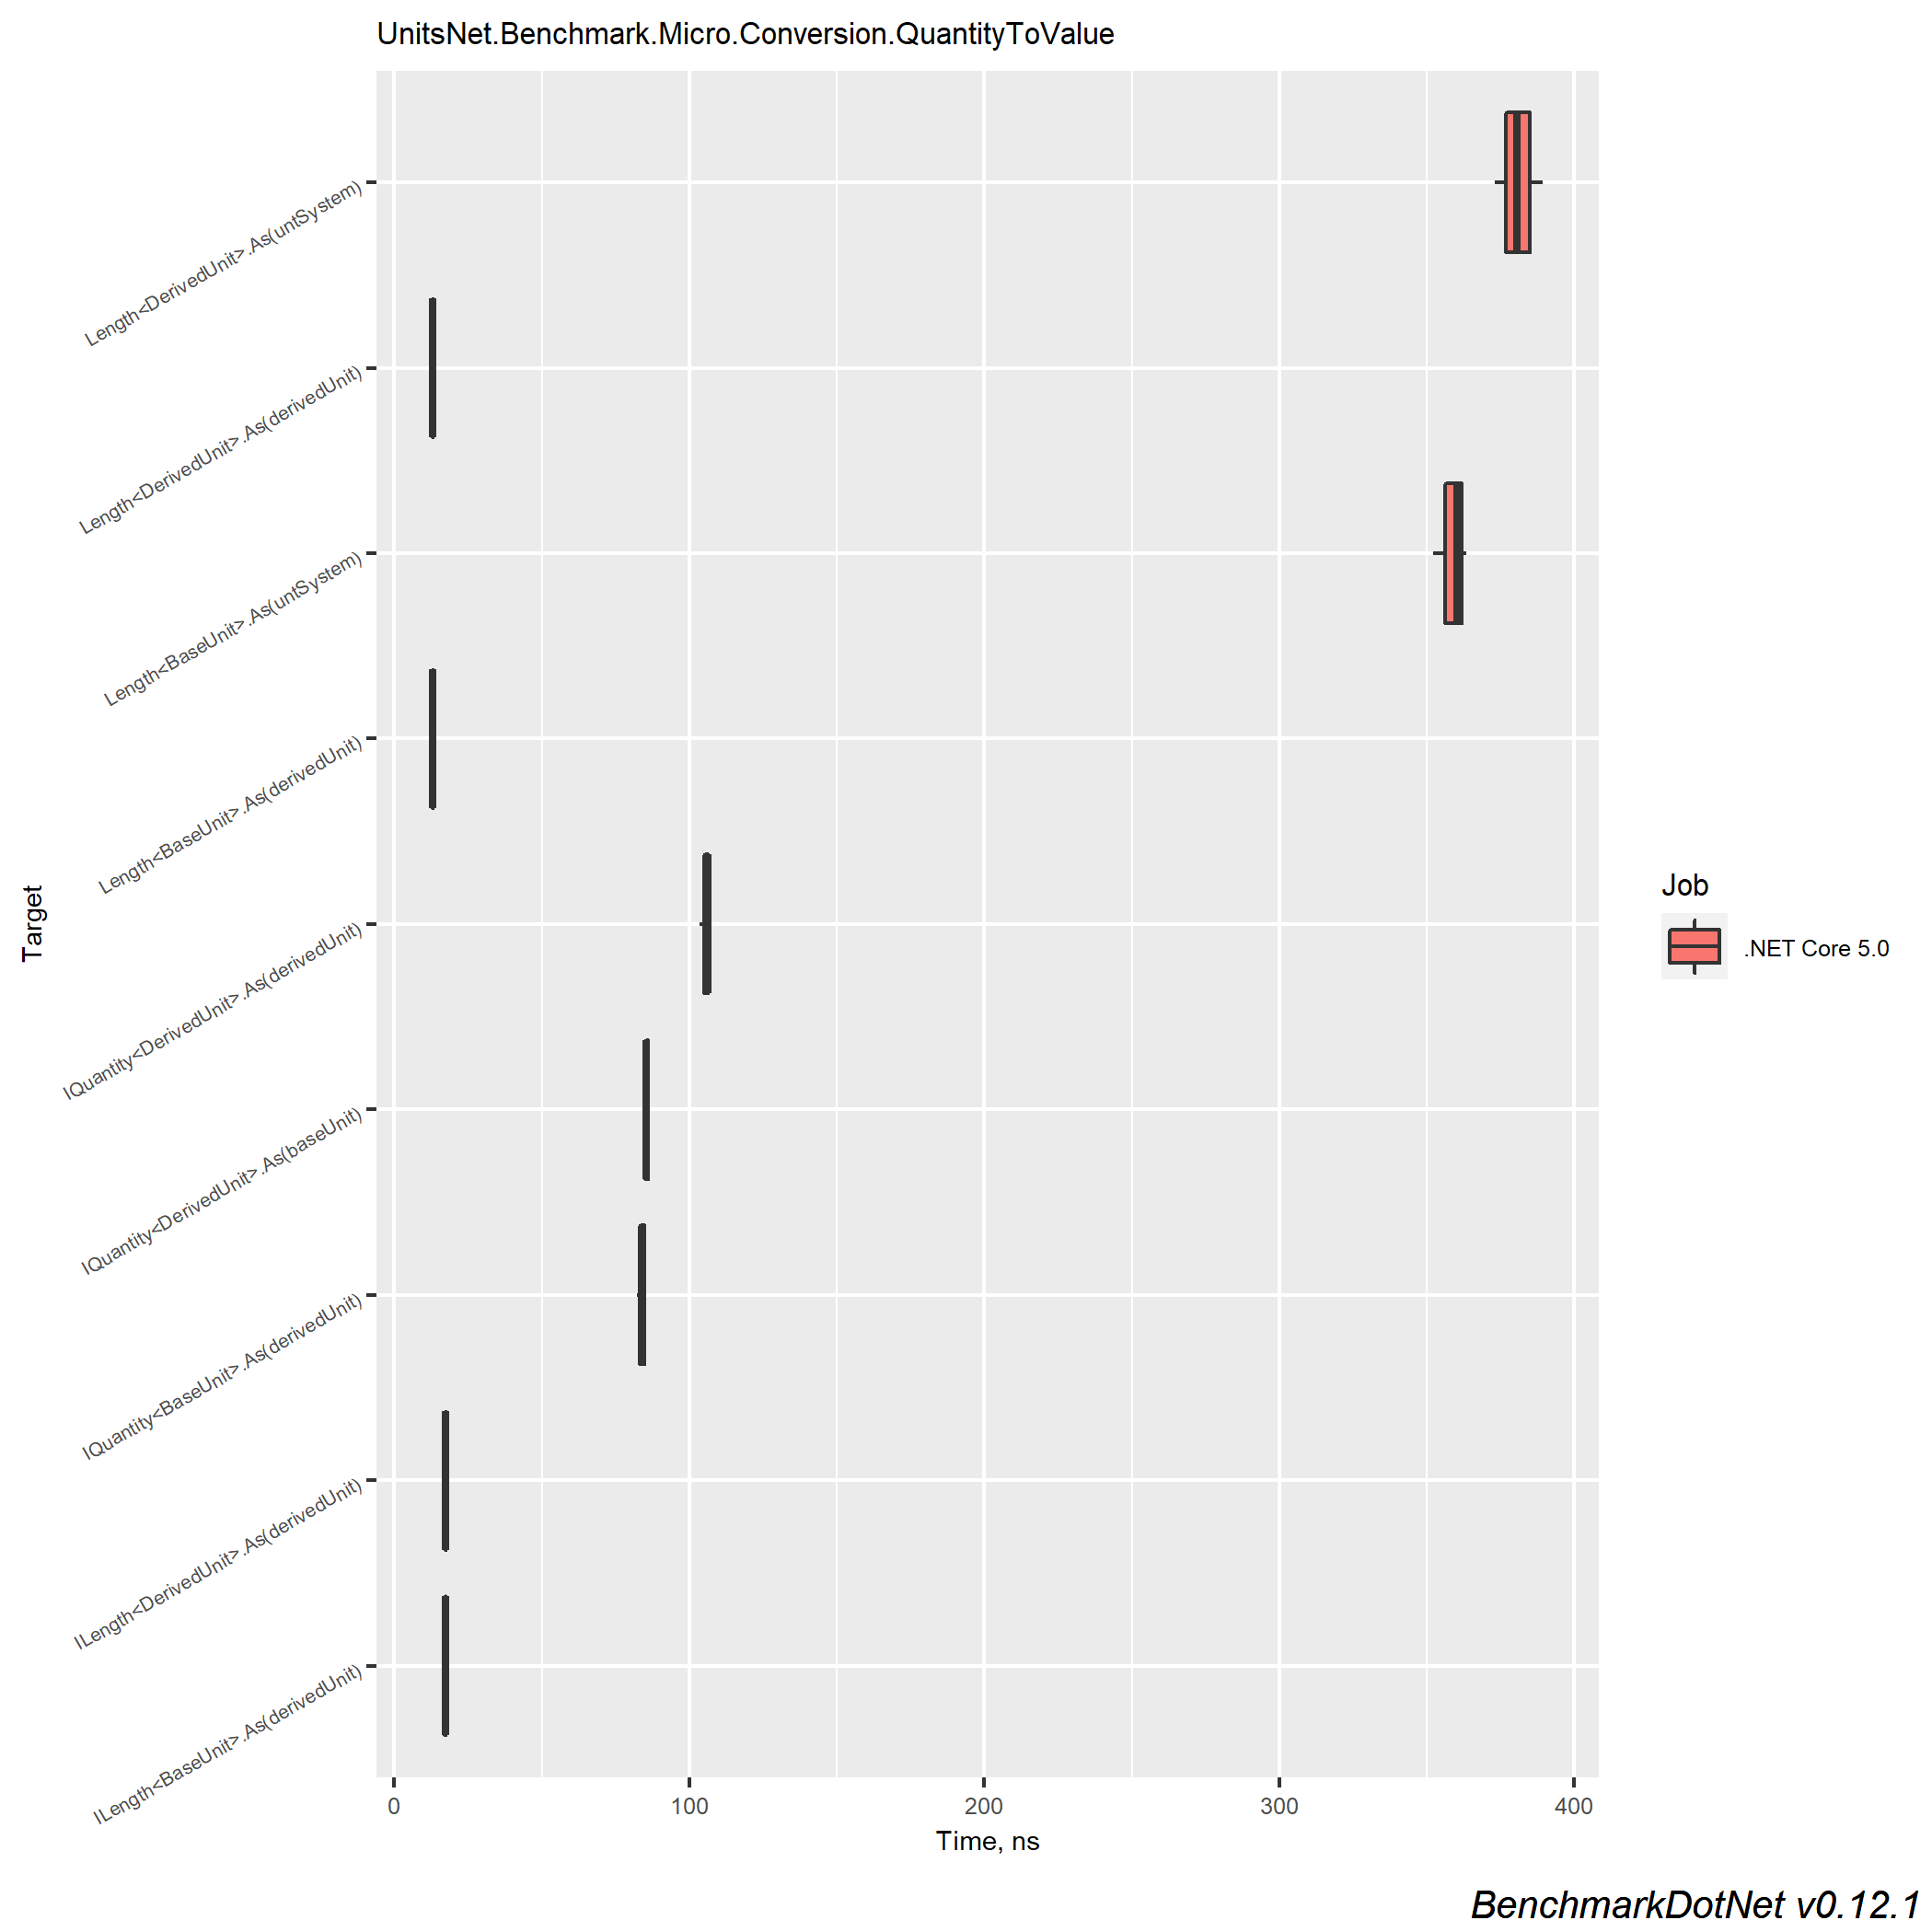 UnitsNet.Benchmark.Micro.Conversion.QuantityToValue
Length<DerivedUnit>.As(untSystem)
Length<DerivedUnit>.As(derivedUnit)
Length<BaseUnit>.As(untSystem)
Length<BaseUnit>.As(derivedUnit)
IQuantity<DerivedUnit>.As(derivedUnit)
IQuantity<DerivedUnit>.As(baseUnit)
IQuantity<BaseUnit>.As(derivedUnit)
ILength<DerivedUnit>.As(derivedUnit)
ILength<BaseUnit>.As(derivedUnit)
Target
0 100 200 300 400
Time, ns
Job
.NET Core 5.0
BenchmarkDotNet v0.12.1